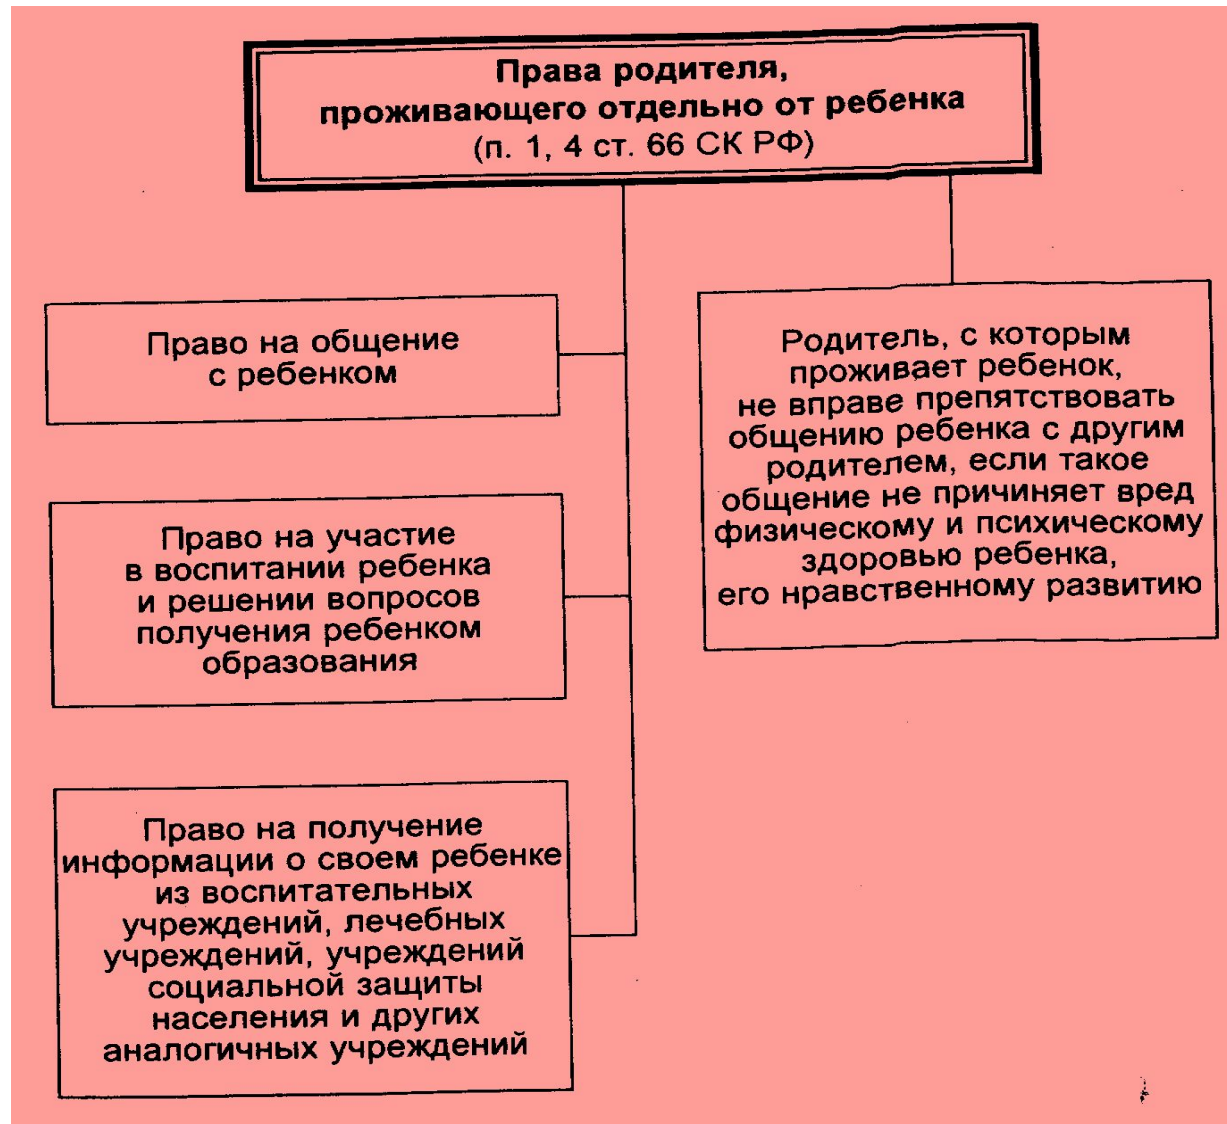 Права родителя,
проживающего отдельно от ребенка
(п. 1, 4 ст. 66 СК РФ)
Право на общение
с ребенком
Право на участие
в воспитании ребенка
и решении вопросов
получения ребенком
образования
Право на получение
информации о своем ребенке
из воспитательных
учреждений, лечебных
учреждений, учреждений
социальной защиты
населения и других
аналогичных учреждений
Родитель, с которым
проживает ребенок,
не вправе препятствовать
общению ребенка с другим
родителем, если такое
общение не причиняет вред
физическому и психическому
здоровью ребенка,
его нравственному развитию